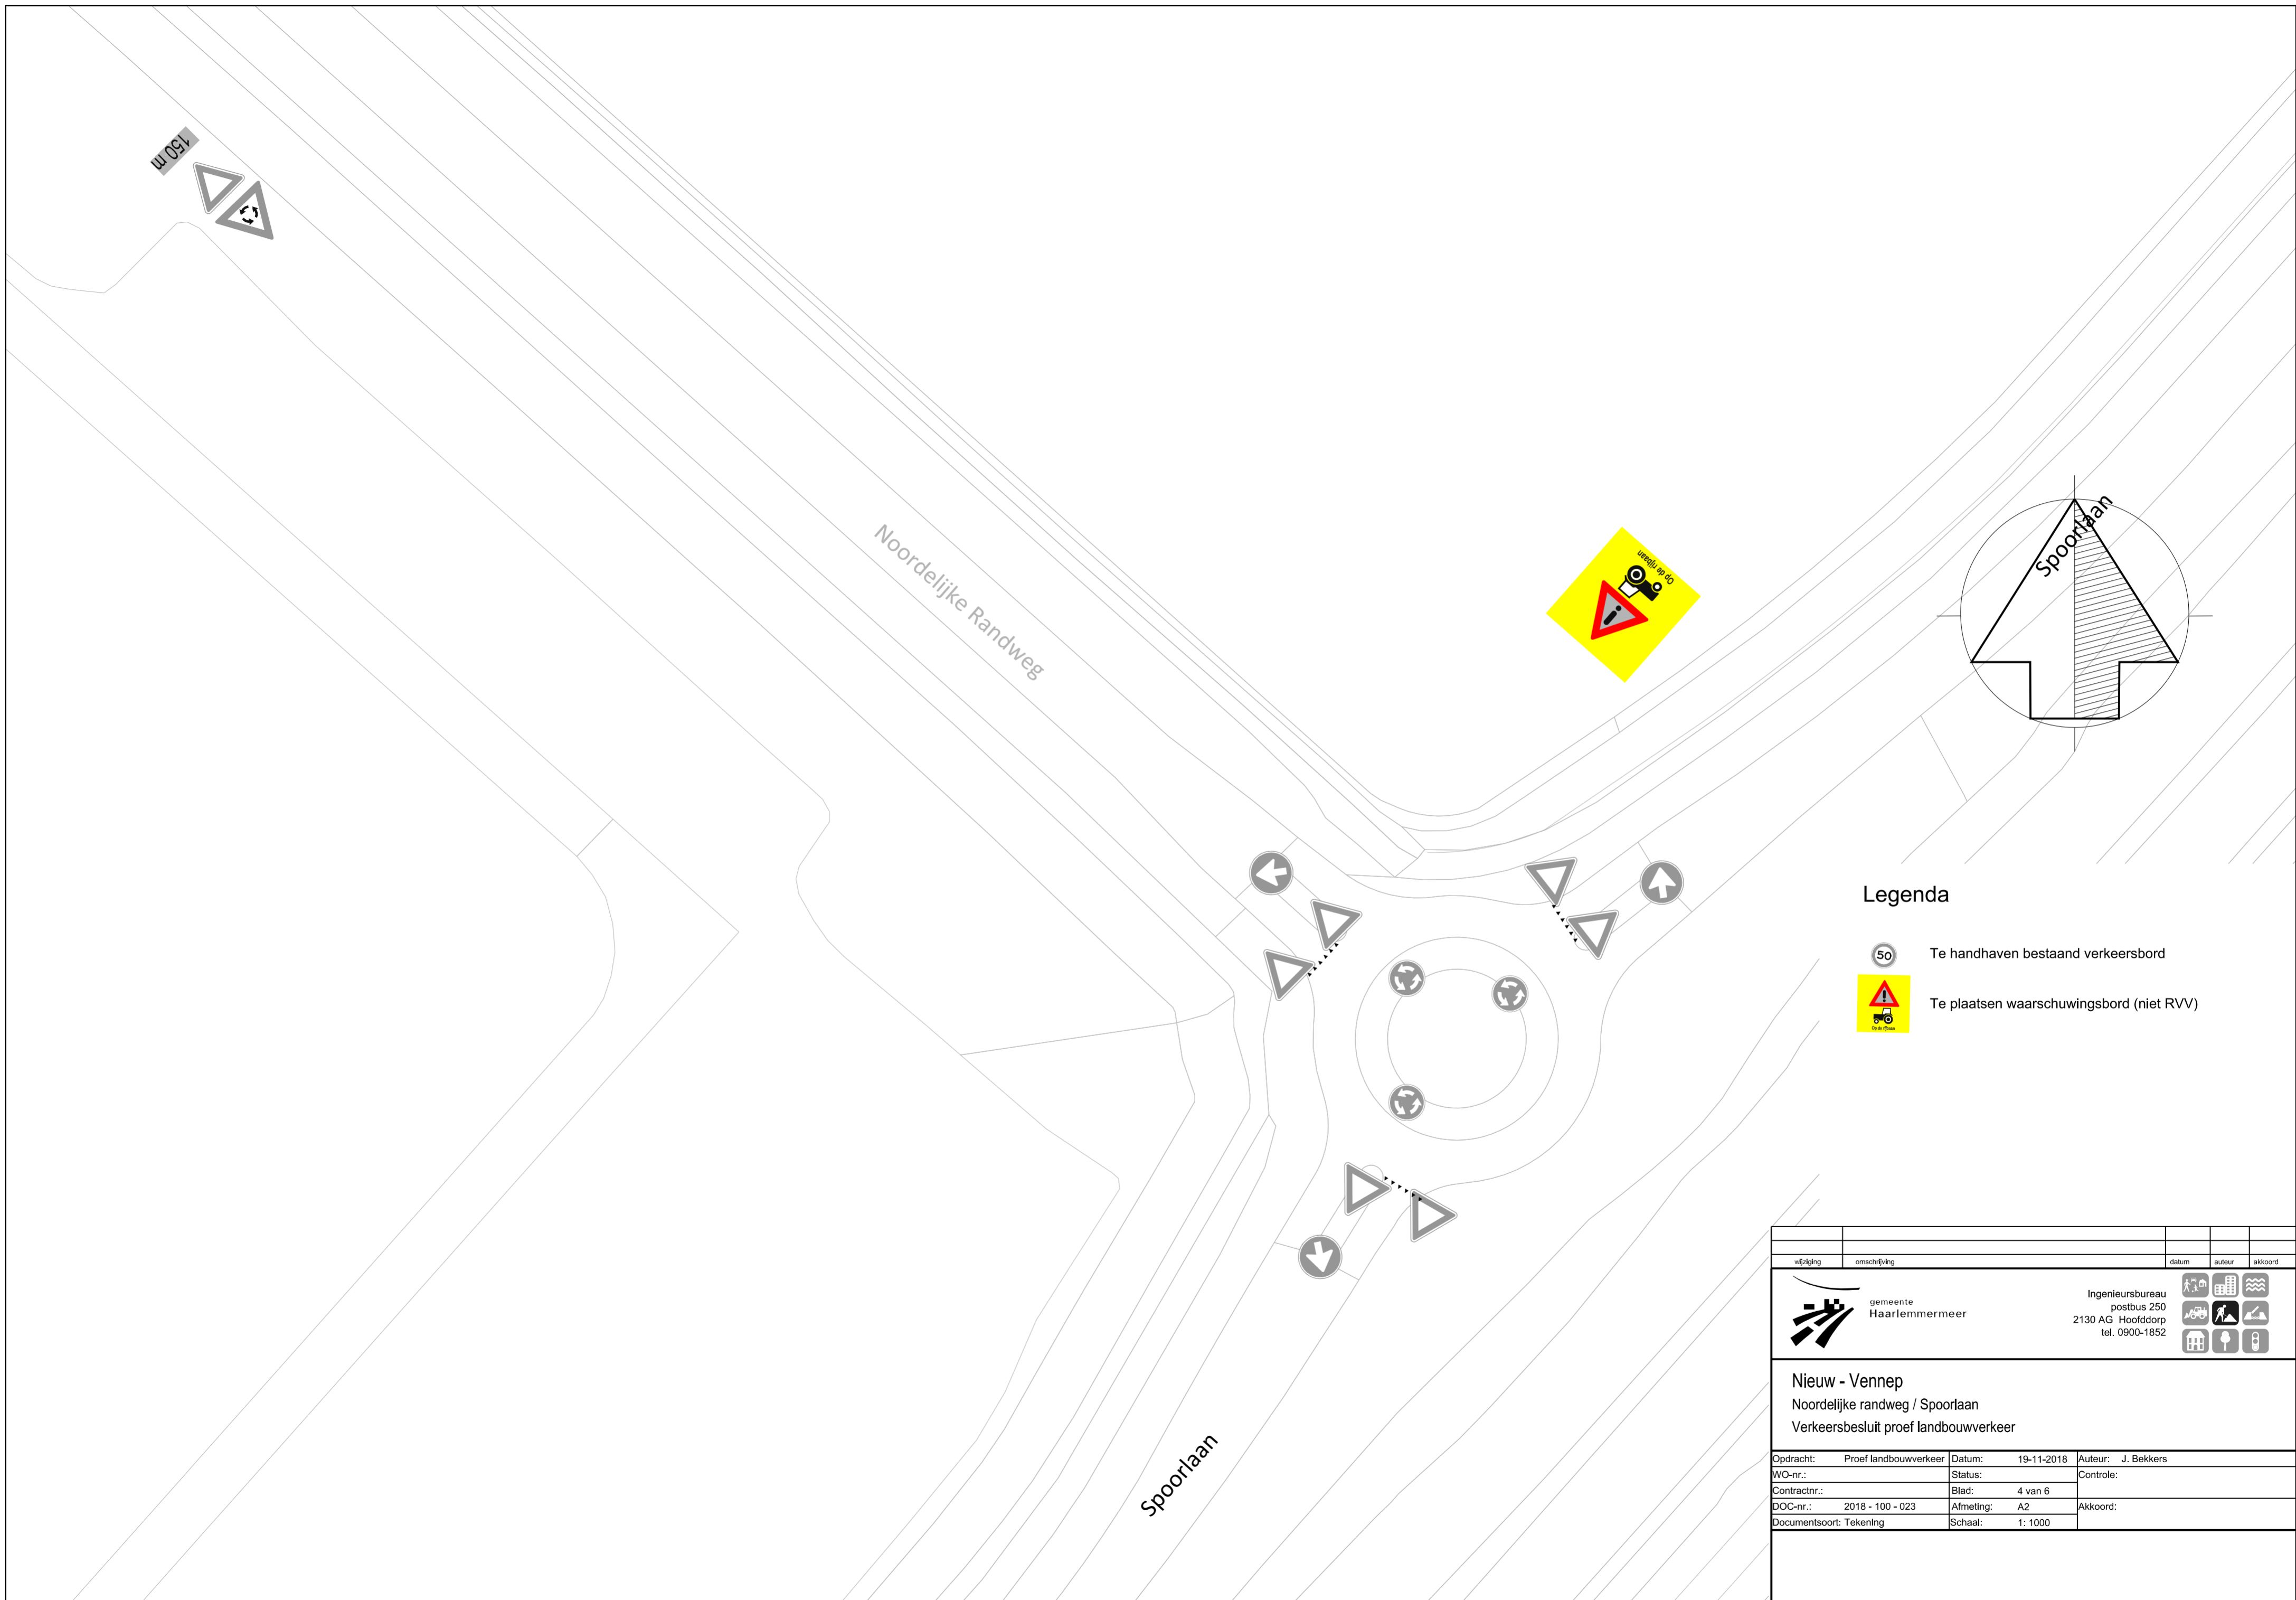 150 m
Noordelijke Randweg
Op de rijbaan
Spoorlaan
Legenda
50
Te handhaven bestaand verkeersbord
Op de rijbaan
Te plaatsen waarschuwingsbord (niet RVV)
Spoorlaan
wijziging omschrijving datum auteur akkoord
gemeente
Haarlemmermeer
Ingenieursbureau
postbus 250
2130 AG Hoofddorp
tel. 0900-1852
Nieuw - Vennep
Noordelijke randweg / Spoorlaan
Verkeersbesluit proef landbouwverkeer
Opdracht: Proef landbouwverkeer Datum: 19-11-2018 Auteur: J. Bekkers
WO-nr.: Status: Controle:
Contractnr.: Blad: 4 van 6
DOC-nr.: 2018 - 100 - 023 Afmeting: A2 Akkoord:
Documentsoort: Tekening Schaal: 1: 1000